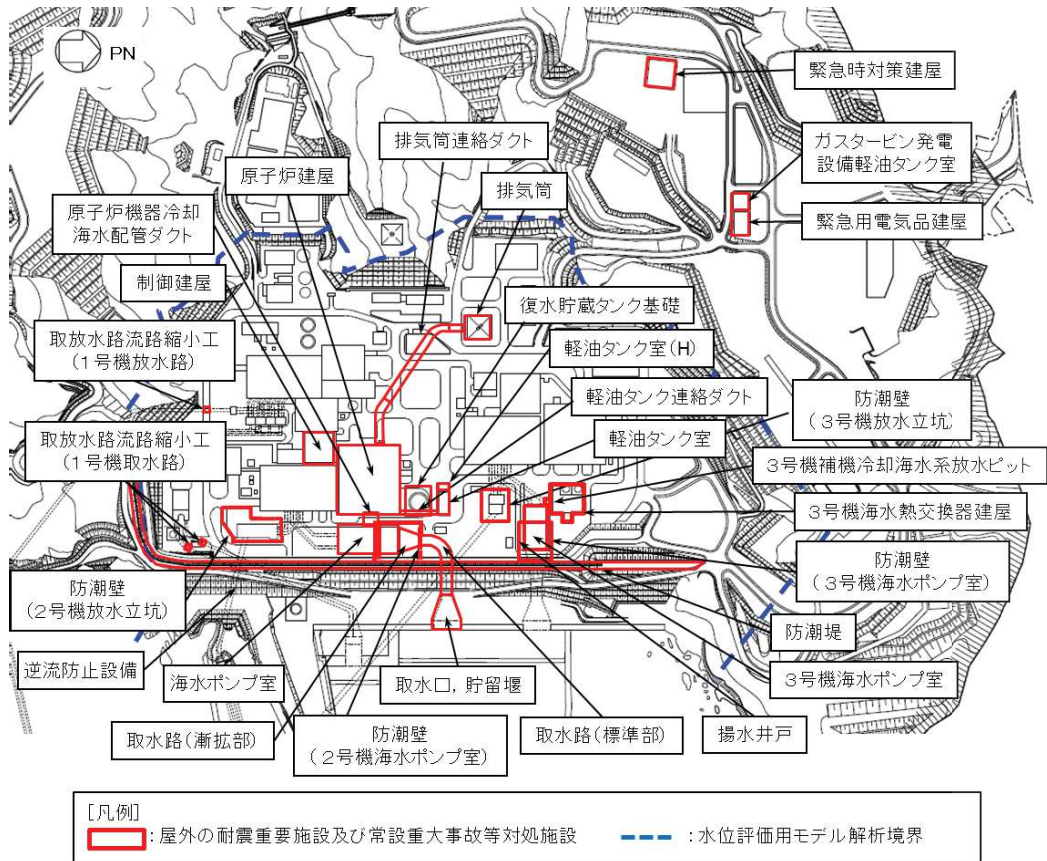 PN
緊急時対策建屋
排気筒連絡ダクト
ガスタービン発電
設備軽油タンク室
原子炉建屋
排気筒
原子炉機器冷却
海水配管ダクト
緊急用電気品建屋
制御建屋
復水貯蔵タンク基礎
取放水路流路縮小工
(1号機放水路)
軽油タンク室(H)
軽油タンク連絡ダクト
防潮壁
(3号機放水立坑)
取放水路流路縮小工
(1号機取水路)
軽油タンク室
3号機補機冷却海水系放水ピット
3号機海水熱交換器建屋
防潮壁
(2号機放水立坑)
防潮壁
(3号機海水ポンプ室)
防潮堤
逆流防止設備
海水ポンプ室
取水口,貯留堰
3号機海水ポンプ室
取水路(漸拡部)
防潮壁
(2号機海水ポンプ室)
取水路(標準部)
揚水井戸
[凡例]
:屋外の耐震重要施設及び常設重大事故等対処施設
:水位評価用モデル解析境界